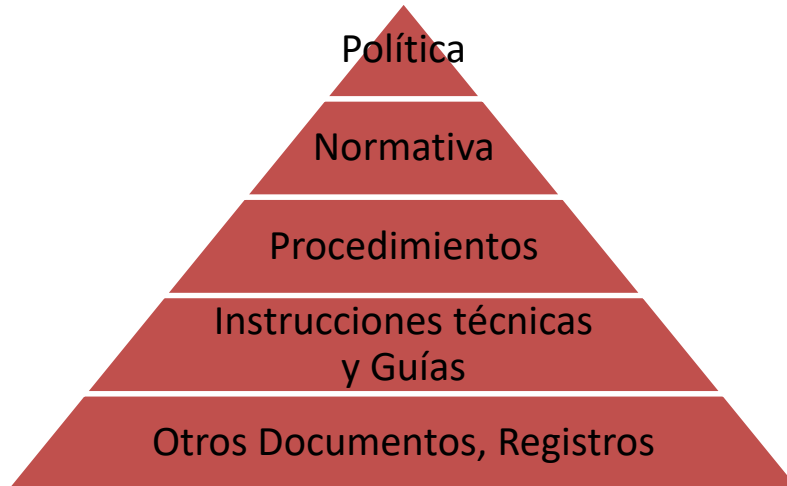 Política
Normativa
Procedimientos
Instrucciones técnicas
y Guías
Otros Documentos, Registros